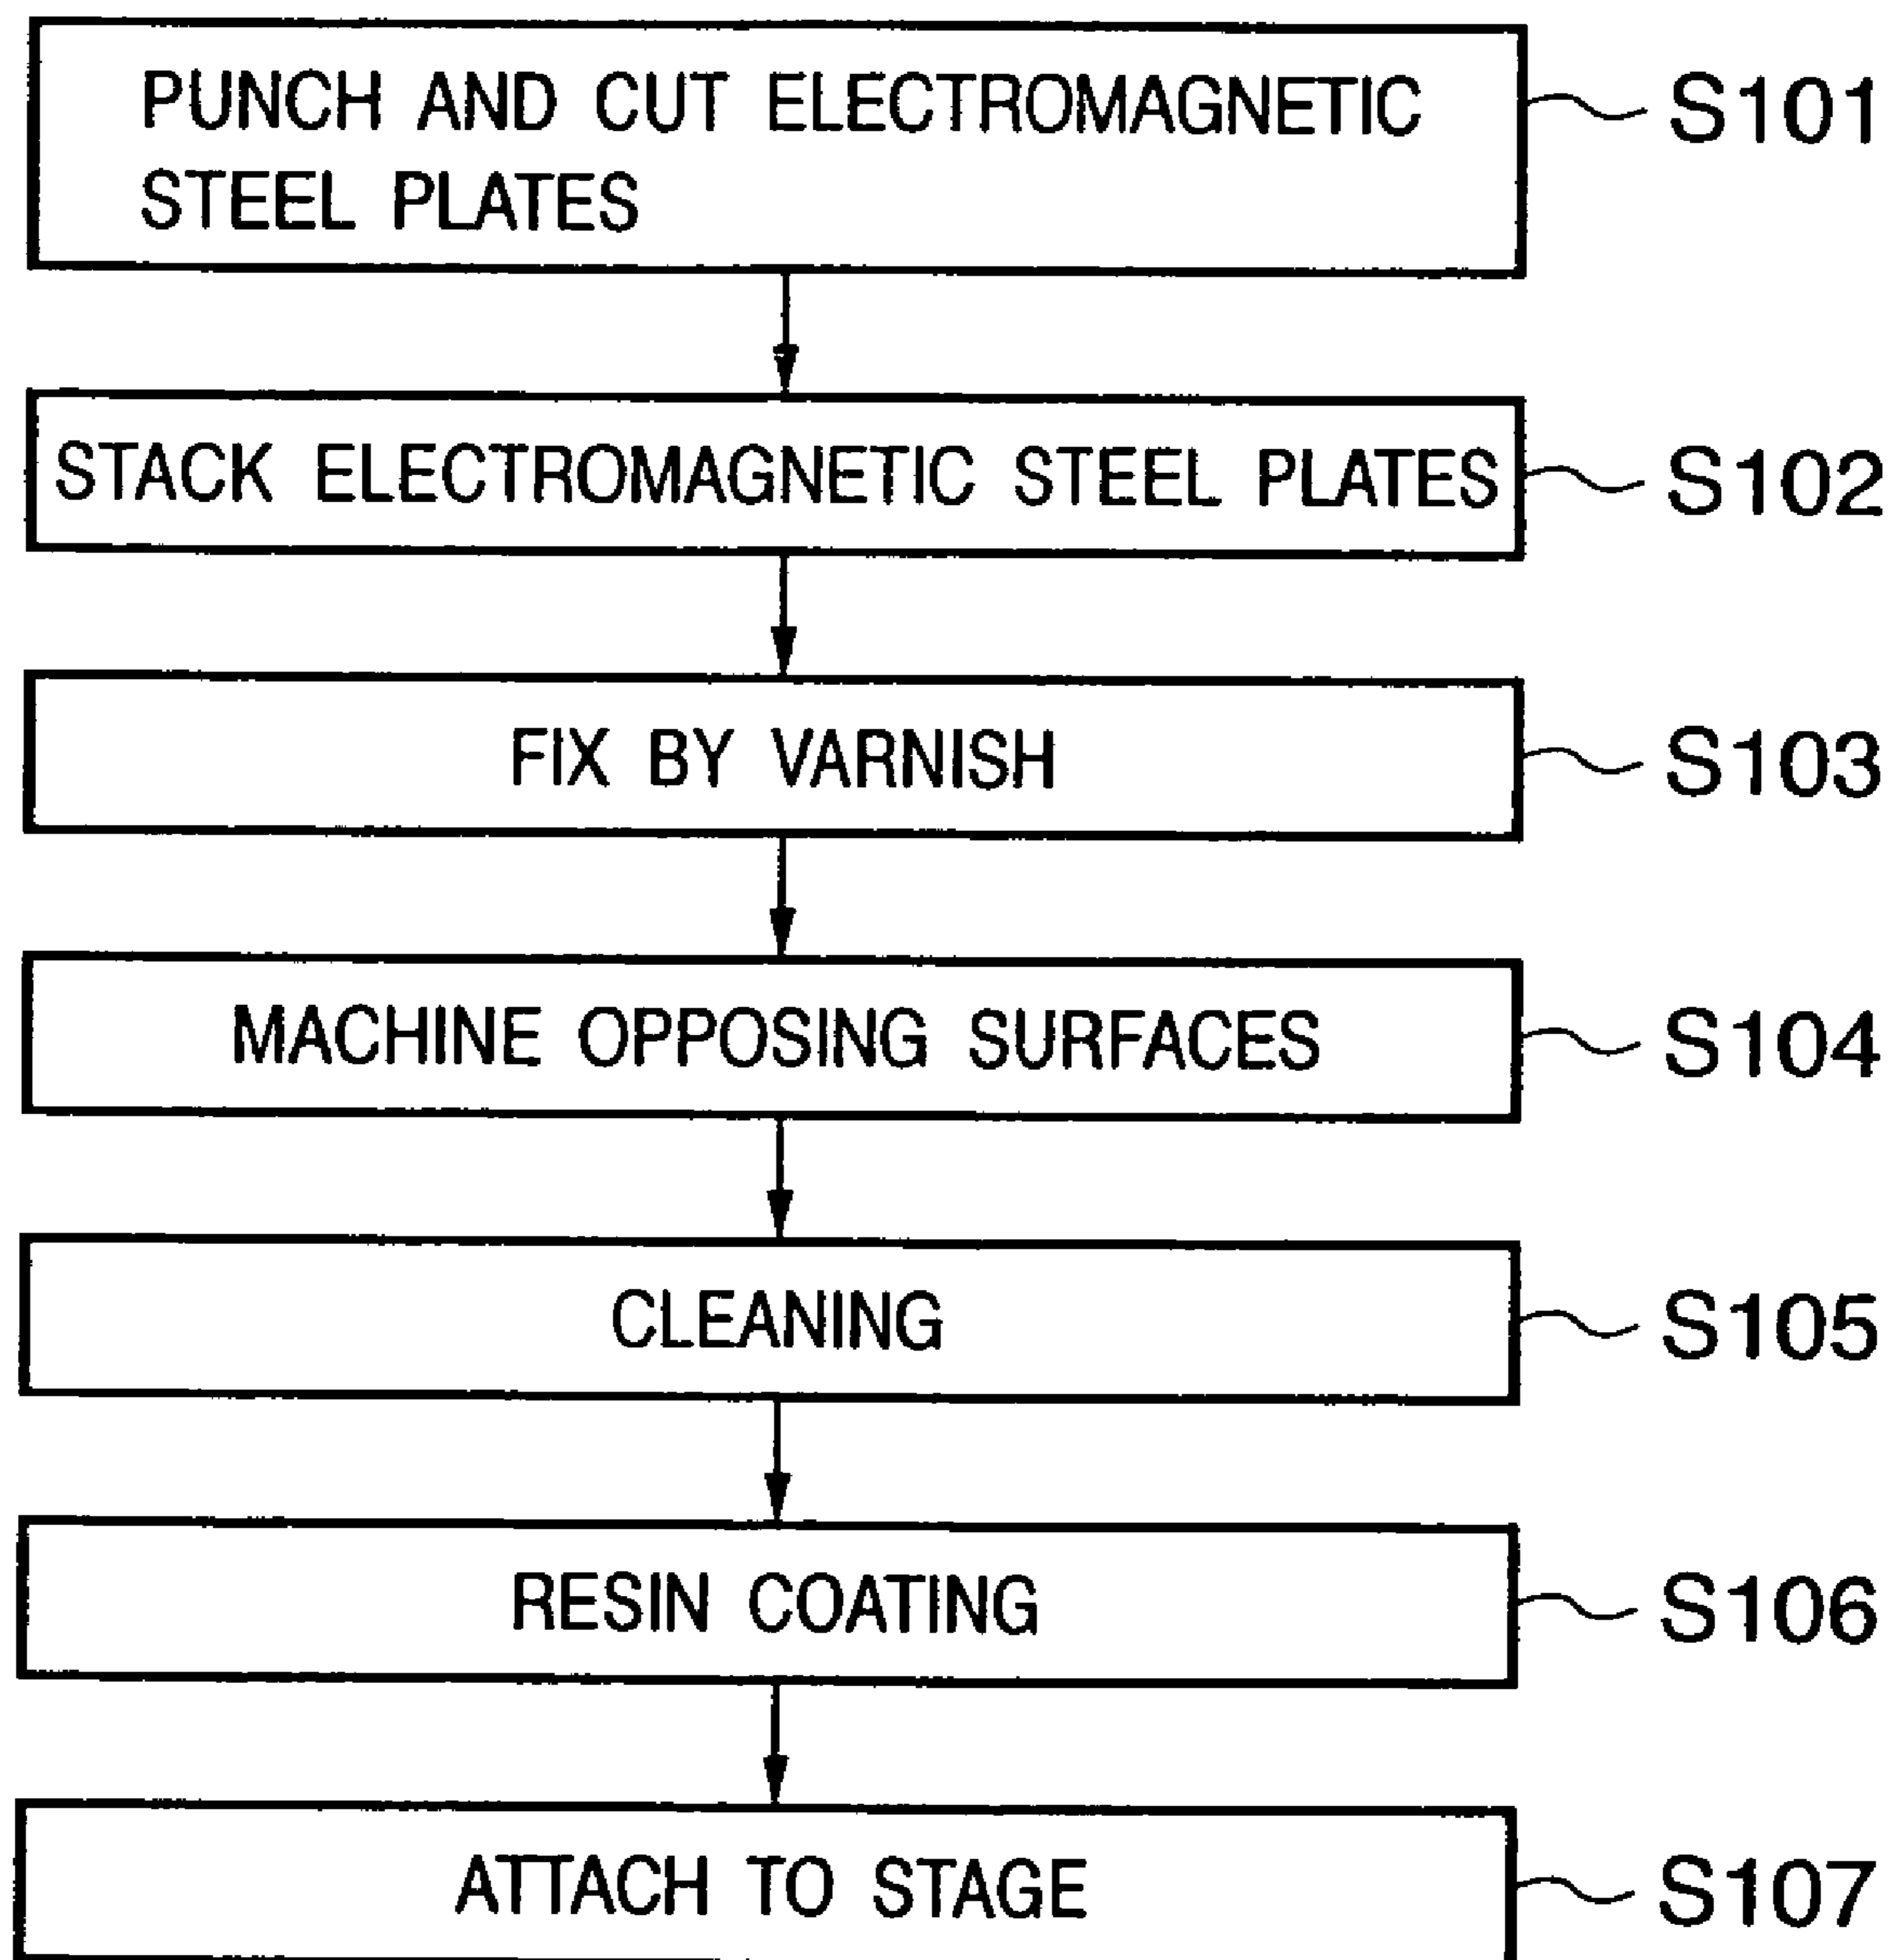 PUNCH AND CUT ELECTROMAGNETIC
STEEL PLATES
S101
STACK ELECTROMAGNETIC STEEL PLATES
S102
FIX BY VARNISH
S103
MACHINE OPPOSING SURFACES
S104
CLEANING
S105
RESIN COATING
S106
ATTACH TO STAGE
S107